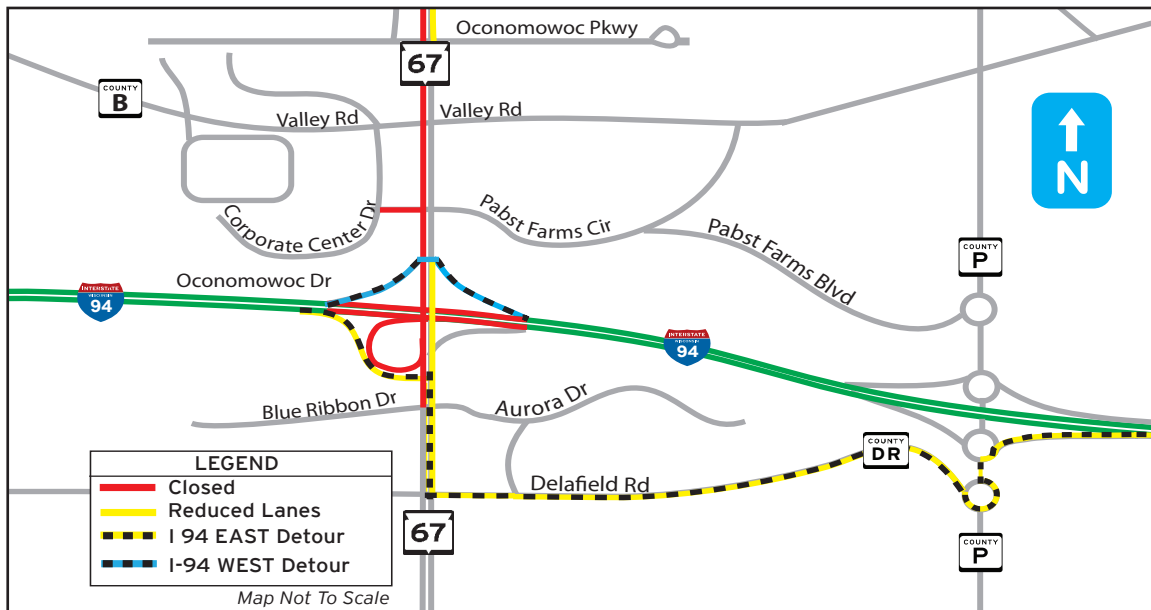 Oconomowoc Pkwy
67
COUNTY
B
Valley Rd
Valley Rd
N
Corporate Center Dr
Pabst Farms Cir
Pabst Farms Blvd
COUNTY
P
Oconomowoc Dr
INTERSTATE
WISCONSIN
94
INTERSTATE
WISCONSIN
94
Blue Ribbon Dr
Aurora Dr
COUNTY
DR
Delafield Rd
67
COUNTY
P
LEGEND
Closed
Reduced Lanes
I 94 EAST Detour
I-94 WEST Detour
Map Not To Scale